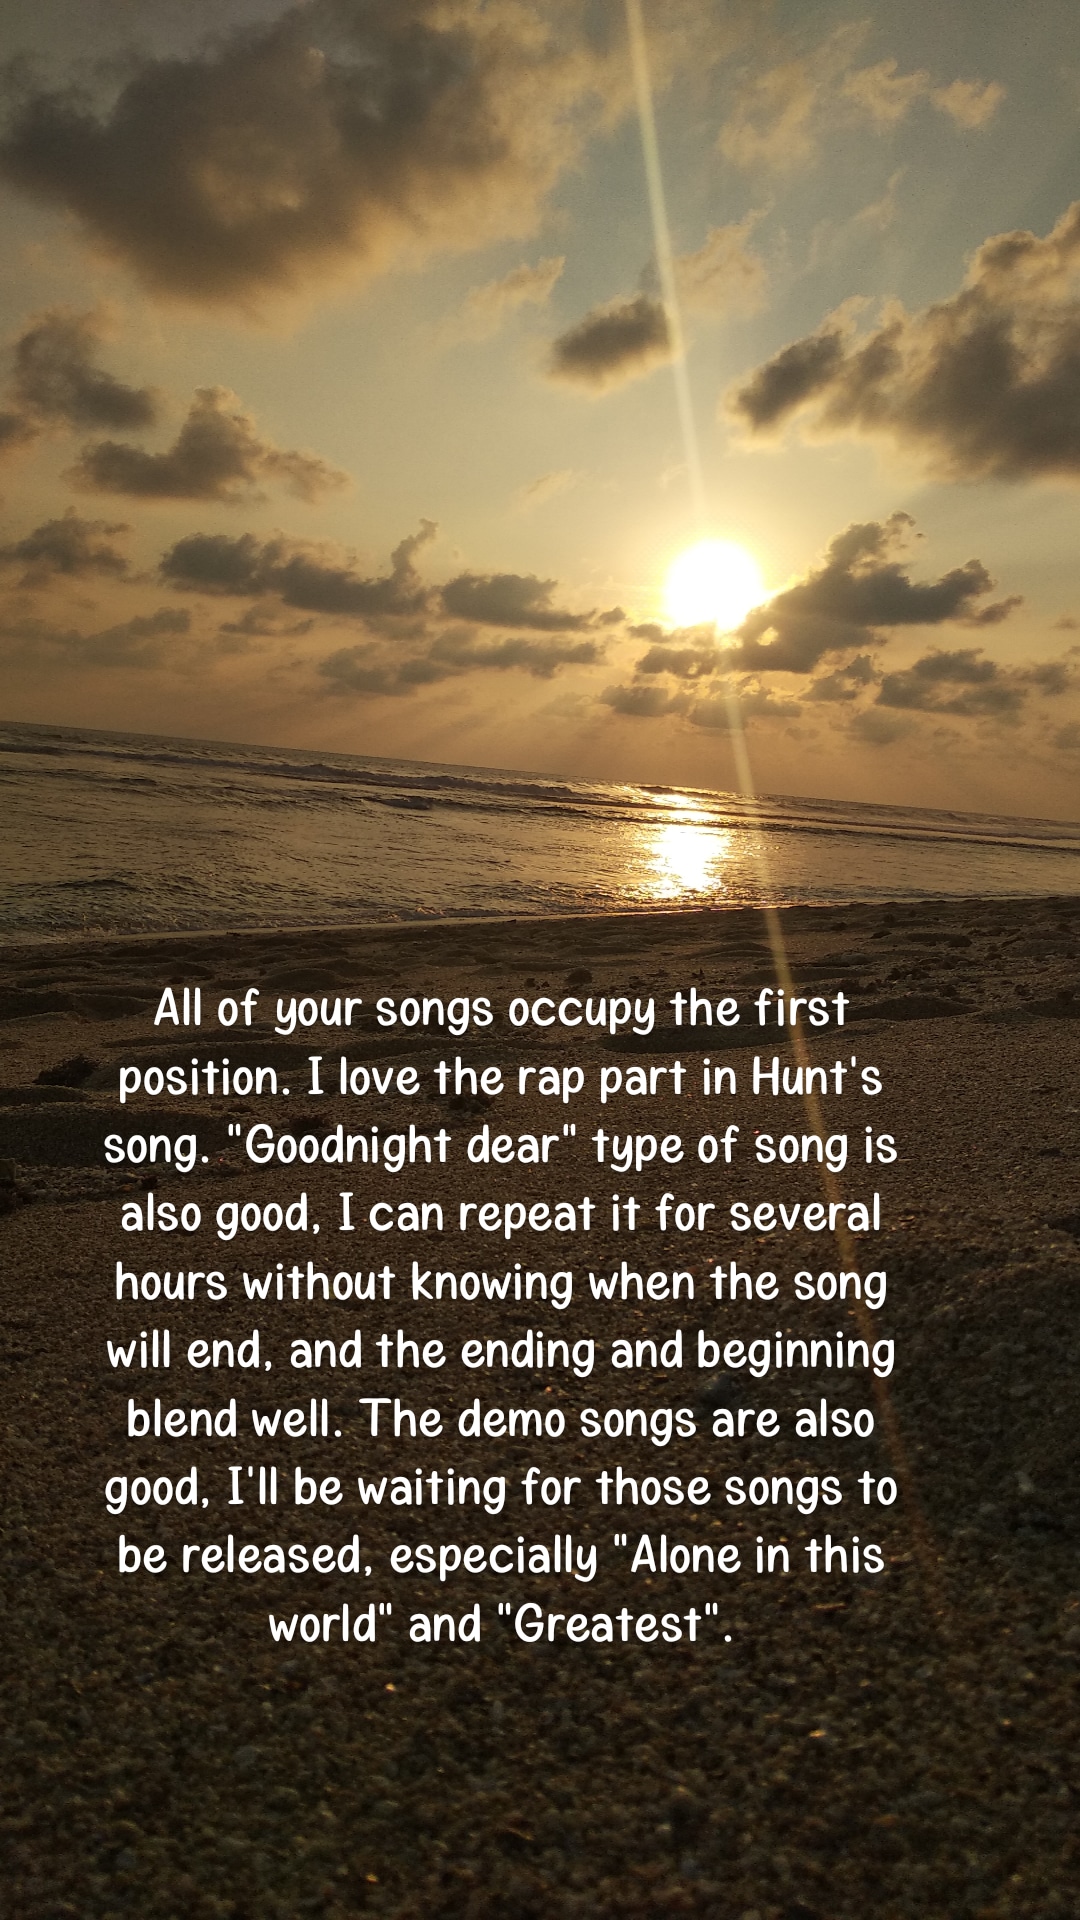 All of your songs occupy the first
position. I love the rap part in Hunt's
song. "Goodnight dear" type of song is
also good, I can repeat it for several
hours without knowing when the song
will end, and the ending and beginning
blend well. The demo songs are also
good, I'll be waiting for those songs to
be released, especially "Alone in this
world" and "Greatest".